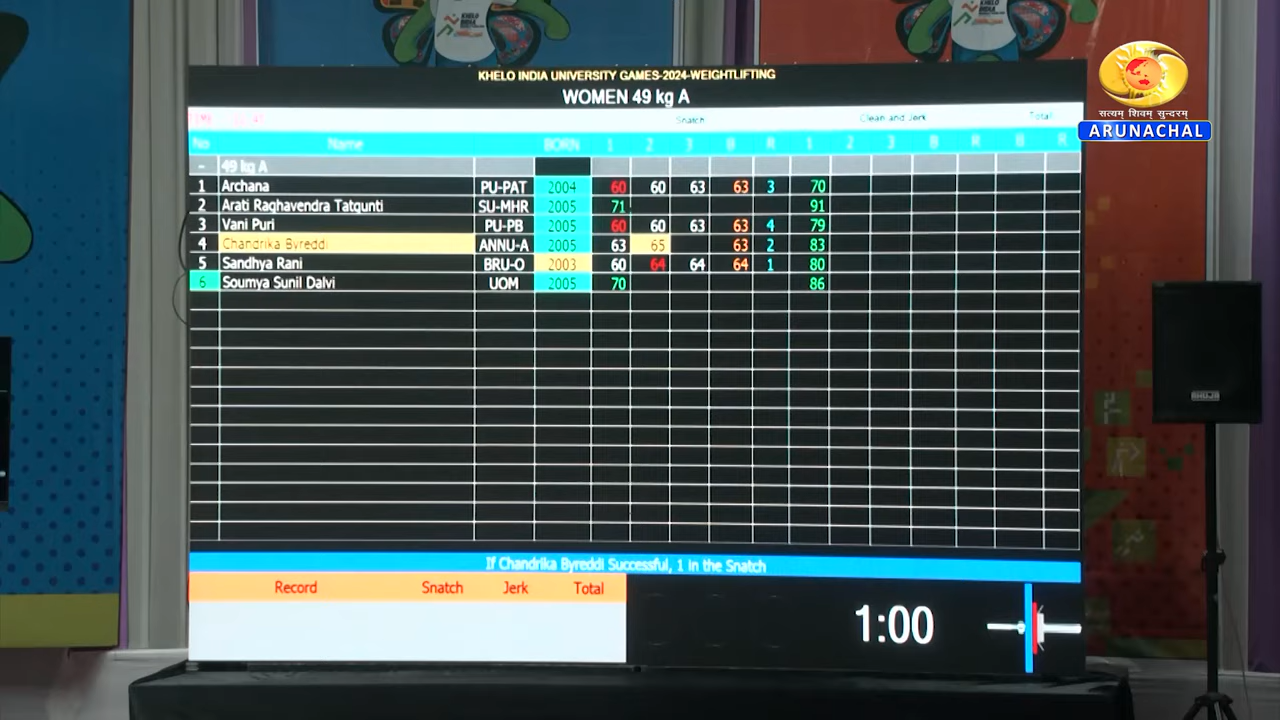 KHELO INDIA
KHELO INDIA UNIVERSITY GAMES-2024-WEIGHTLIFTING
WOMEN 49 kg A
सत्यम् शिवम् सुन्दरम्
ARUNACHAL
TIME Snatch Clean and Jerk Total
No Name BORN 1 2 3 B R 1 2 3 B R B R
- 49 kg A
1 Archana PU-PAT 2004 60 60 63 63 3 70
2 Arati Raghavendra Tatgunti SU-MHR 2005 71 91
3 Vani Puri PU-PB 2005 60 60 63 63 4 79
4 Chandrika Byreddi ANNU-A 2005 63 65 63 2 83
5 Sandhya Rani BRU-O 2003 60 64 64 64 1 80
6 Soumya Sunil Dalvi UOM 2005 70 86
If Chandrika Byreddi Successful, 1 in the Snatch
Record Snatch Jerk Total
1:00